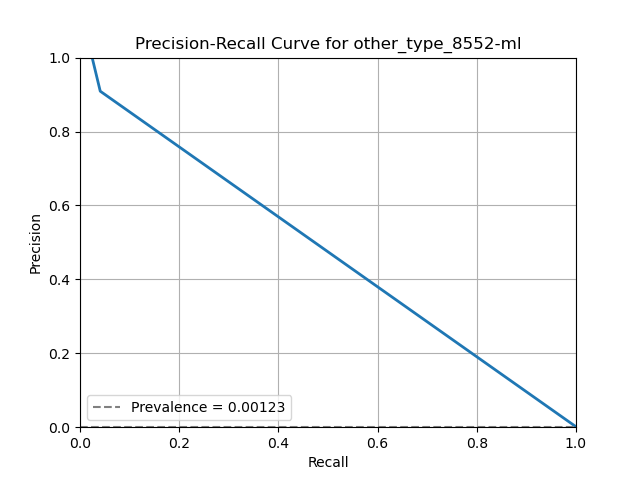 Precision-Recall Curve for other_type_8552-ml
1.0
0.8
0.6
0.4
0.2
0.0
Precision
Prevalence = 0.00123
0.0 0.2 0.4 0.6 0.8 1.0
Recall